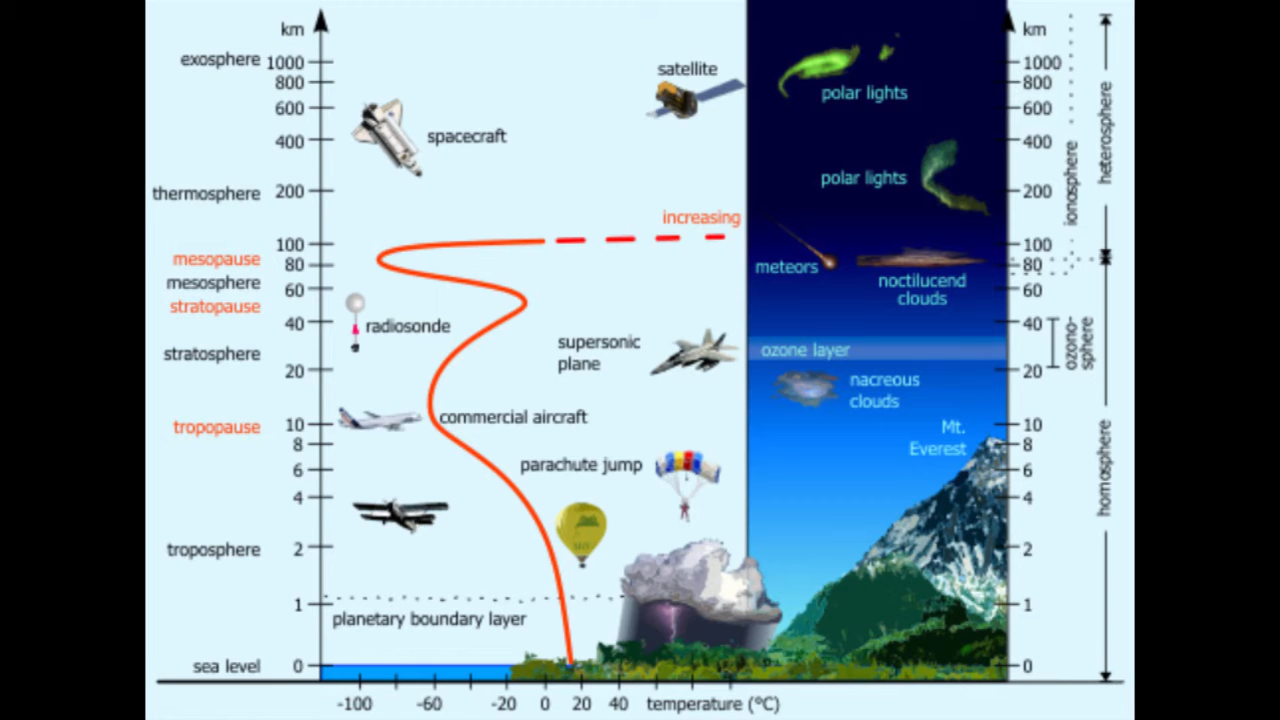 km
km
exosphere
1000
1000
satellite
800
800
polar lights
600
600
spacecraft
400
400
heterosphere
ionosphere
polar lights
thermosphere
200
200
increasing
100
100
mesopause
80
80
meteors
mesosphere
noctilucend
clouds
60
60
stratopause
radiosonde
40
40
supersonic
plane
ozone layer
ozono-
sphere
stratosphere
20
20
nacreous
clouds
commercial aircraft
tropopause
10
10
Mt.
Everest
8
8
parachute jump
6
6
homosphere
4
4
troposphere
2
2
1
1
planetary boundary layer
sea level
0
0
-100 -60 -20 0 20 40 temperature (°C)